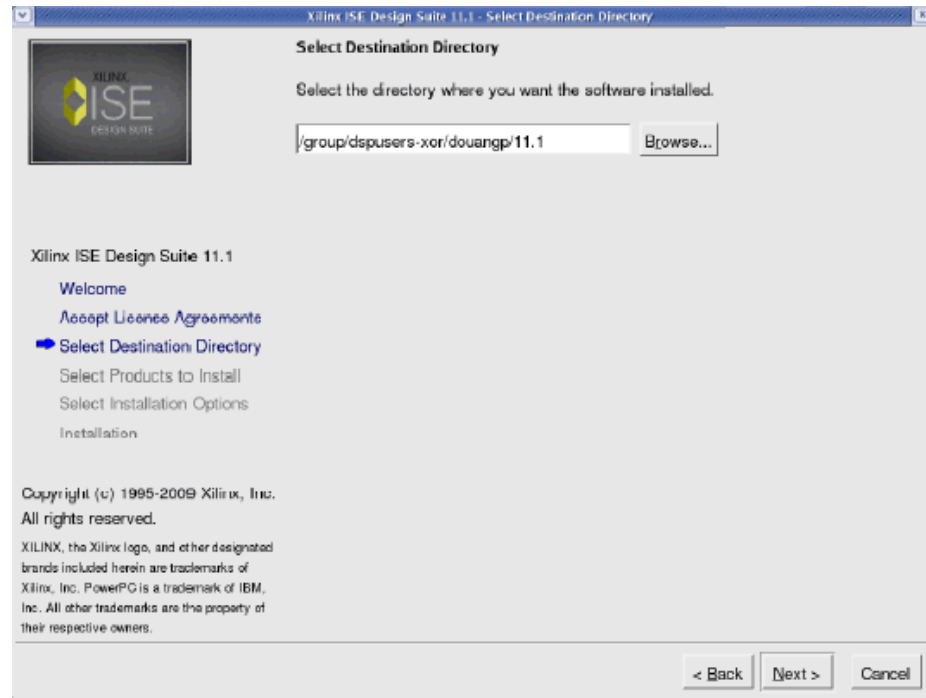 Xilinx ISE Design Suite 11.1 - Select Destination Directory
XILINX
ISE
DESIGN SUITE
Select Destination Directory
Select the directory where you want the software installed.
/group/dspusers-xor/douangp/11.1
Browse...
Xilinx ISE Design Suite 11.1
Welcome
Accept License Agreements
Select Destination Directory
Select Products to Install
Select Installation Options
Installation
Copyright (c) 1995-2009 Xilinx, Inc.
All rights reserved.
XILINX, the Xilinx logo, and other designated
brands included herein are trademarks of
Xilinx, Inc. PowerPC is a trademark of IBM,
Inc. All other trademarks are the property of
their respective owners.
< Back
Next >
Cancel